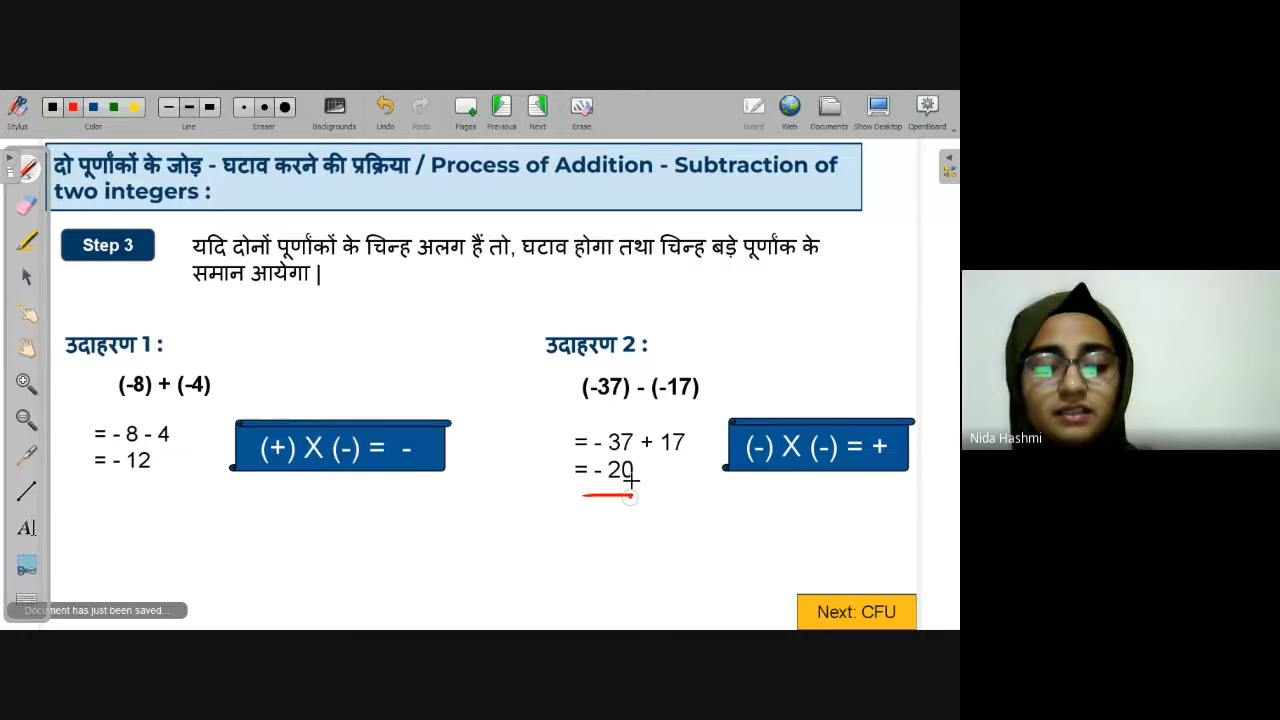 Stylus
Color
Line
Eraser
Backgrounds
Undo
Redo
Pages
Previous
Next
Erase
Board
Web
Documents
Show Desktop
OpenBoard
दो पूर्णांकों के जोड़ - घटाव करने की प्रक्रिया / Process of Addition - Subtraction of
two integers :
Step 3
यदि दोनों पूर्णांकों के चिन्ह अलग हैं तो, घटाव होगा तथा चिन्ह बड़े पूर्णांक के
समान आयेगा |
उदाहरण 1 :
(-8) + (-4)
= - 8 - 4
= - 12
(+) X (-) = -
उदाहरण 2 :
(-37) - (-17)
= - 37 + 17
= - 20
(-) X (-) = +
Nida Hashmi
Document has just been saved...
Next: CFU